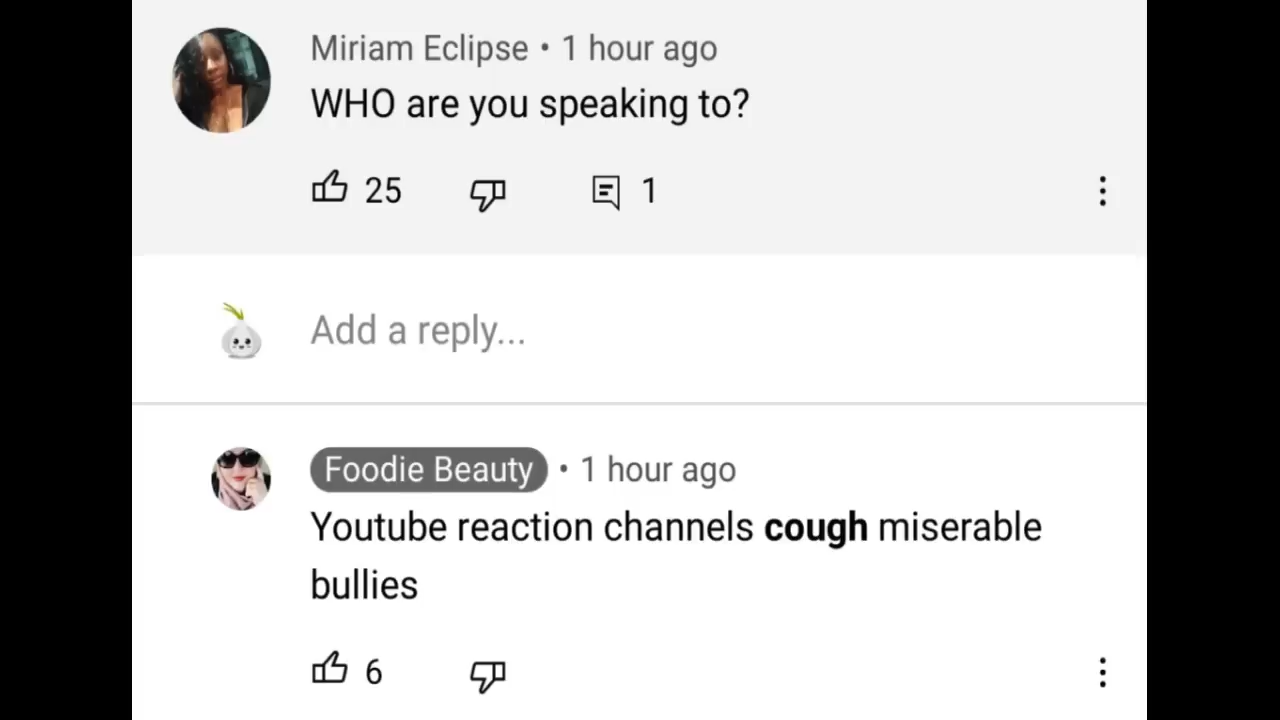 Miriam Eclipse • 1 hour ago
WHO are you speaking to?
25 1
Add a reply...
Foodie Beauty • 1 hour ago
Youtube reaction channels cough miserable
bullies
6